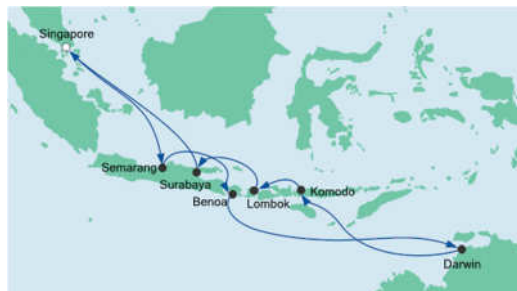 Singapore
Semarang
Surabaya
Benoa
Lombok
Komodo
Darwin